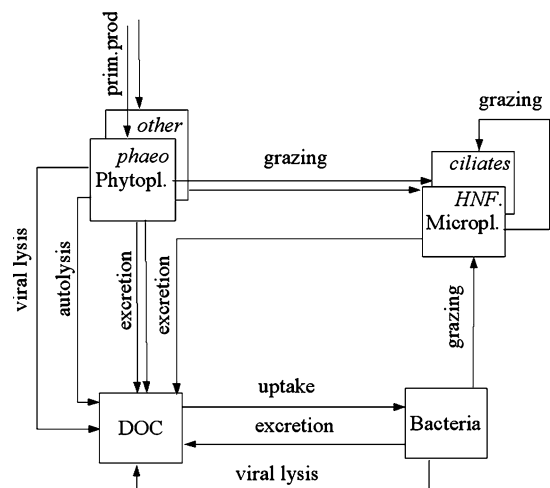 prim.prod
other
phaeo
Phytopl.
grazing
grazing
ciliates
HNF.
Micropl.
viral lysis
autolysis
excretion
excretion
grazing
DOC
uptake
excretion
Bacteria
viral lysis